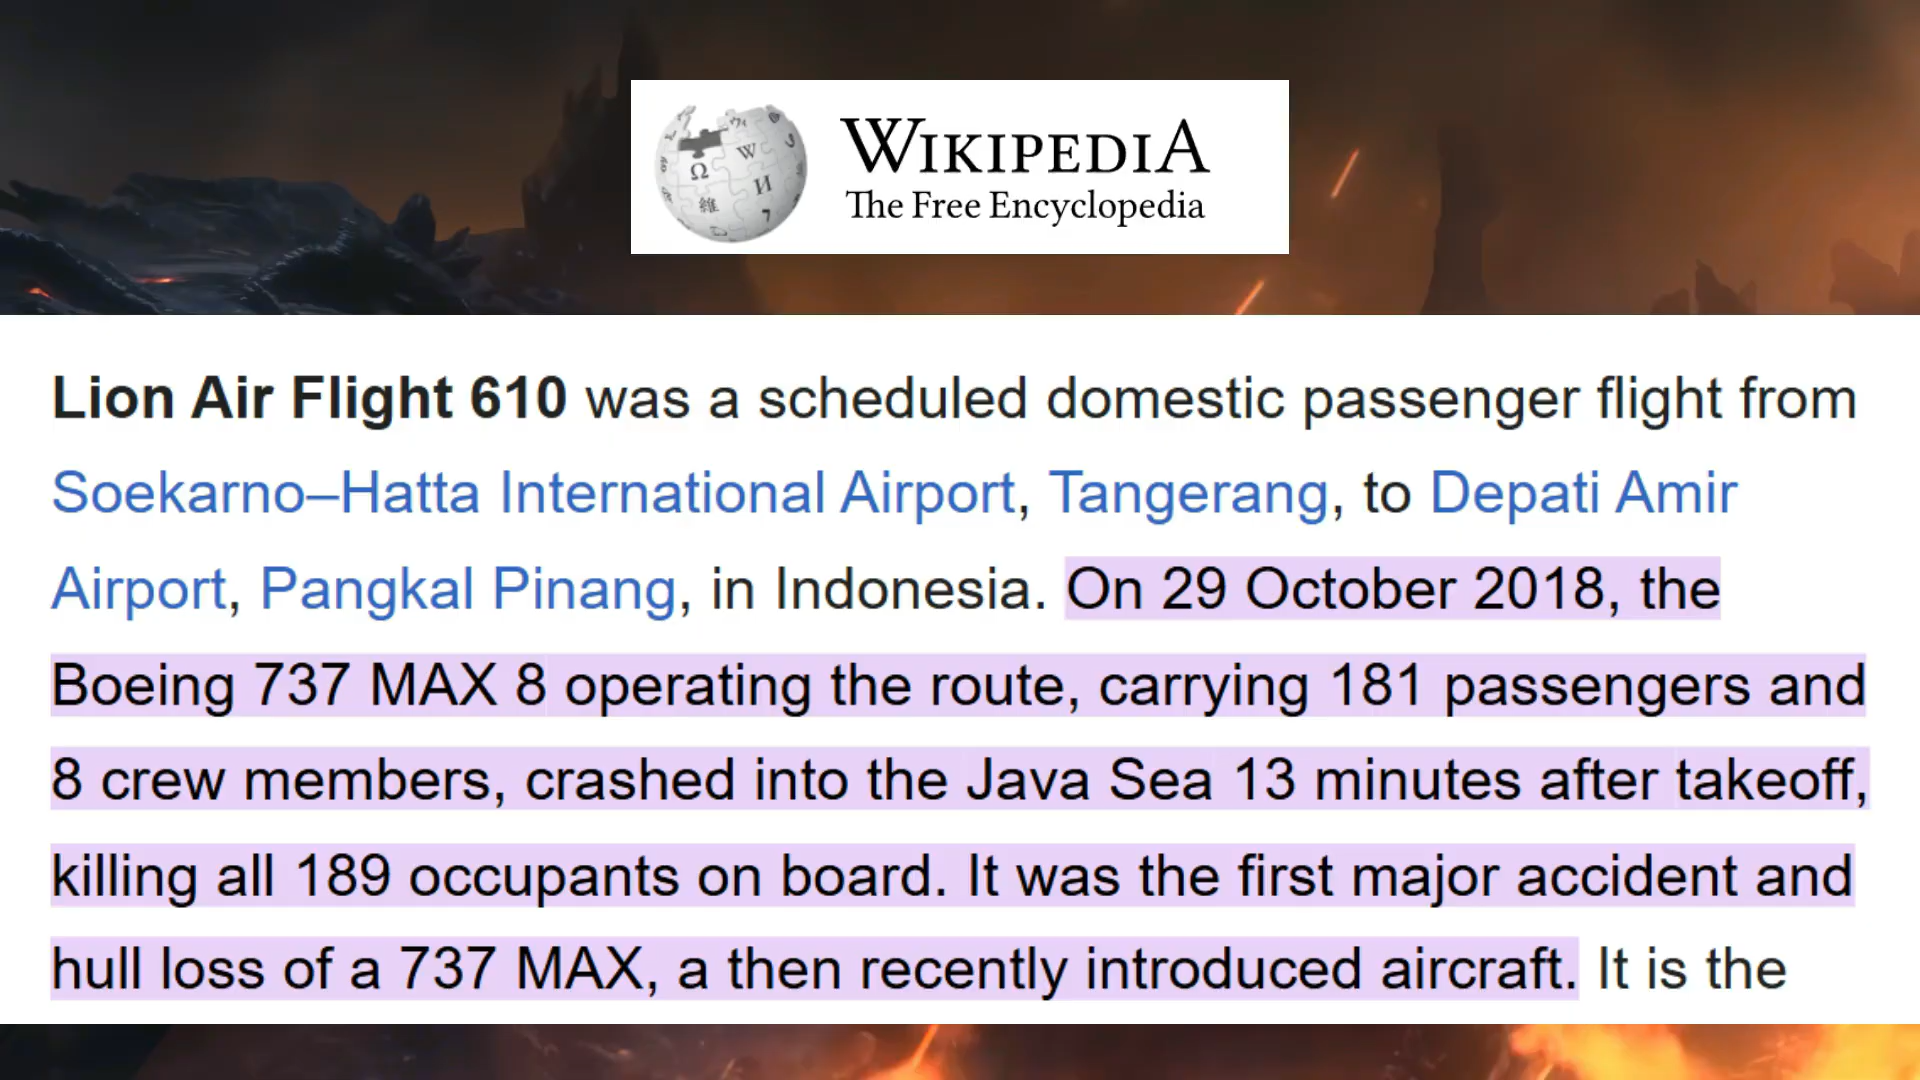 WIKIPEDIA
The Free Encyclopedia
Lion Air Flight 610 was a scheduled domestic passenger flight from
Soekarno–Hatta International Airport, Tangerang, to Depati Amir
Airport, Pangkal Pinang, in Indonesia. On 29 October 2018, the
Boeing 737 MAX 8 operating the route, carrying 181 passengers and
8 crew members, crashed into the Java Sea 13 minutes after takeoff,
killing all 189 occupants on board. It was the first major accident and
hull loss of a 737 MAX, a then recently introduced aircraft. It is the